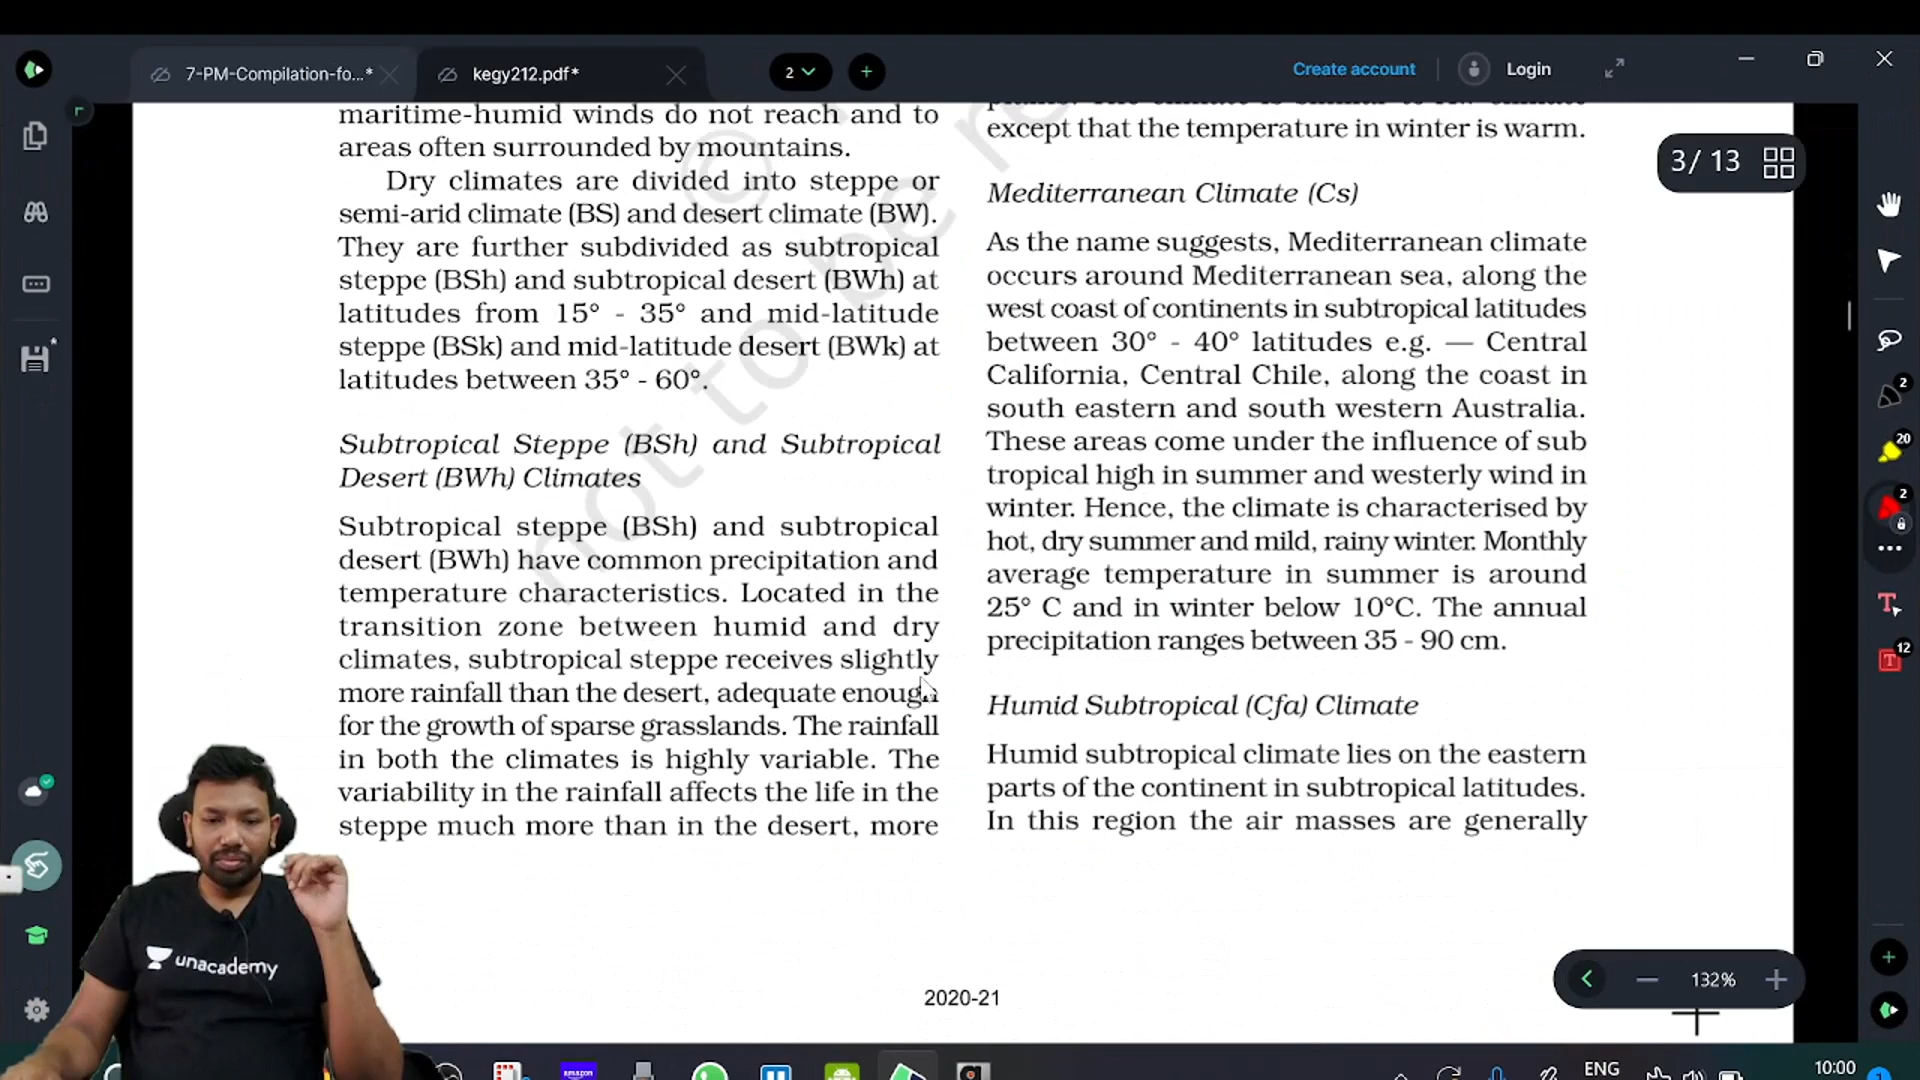 7-PM-Compilation-fo...*
kegy212.pdf*
2
Create account
Login
3/ 13
maritime-humid winds do not reach and to
areas often surrounded by mountains.
Dry climates are divided into steppe or
semi-arid climate (BS) and desert climate (BW).
They are further subdivided as subtropical
steppe (BSh) and subtropical desert (BWh) at
latitudes from 15° - 35° and mid-latitude
steppe (BSk) and mid-latitude desert (BWk) at
latitudes between 35° - 60°.
Subtropical Steppe (BSh) and Subtropical
Desert (BWh) Climates
Subtropical steppe (BSh) and subtropical
desert (BWh) have common precipitation and
temperature characteristics. Located in the
transition zone between humid and dry
climates, subtropical steppe receives slightly
more rainfall than the desert, adequate enough
for the growth of sparse grasslands. The rainfall
in both the climates is highly variable. The
variability in the rainfall affects the life in the
steppe much more than in the desert, more
except that the temperature in winter is warm.
Mediterranean Climate (Cs)
As the name suggests, Mediterranean climate
occurs around Mediterranean sea, along the
west coast of continents in subtropical latitudes
between 30° - 40° latitudes e.g. — Central
California, Central Chile, along the coast in
south eastern and south western Australia.
These areas come under the influence of sub
tropical high in summer and westerly wind in
winter. Hence, the climate is characterised by
hot, dry summer and mild, rainy winter. Monthly
average temperature in summer is around
25° C and in winter below 10°C. The annual
precipitation ranges between 35 - 90 cm.
Humid Subtropical (Cfa) Climate
Humid subtropical climate lies on the eastern
parts of the continent in subtropical latitudes.
In this region the air masses are generally
not to be re
2020-21
132%
2
20
2
12
unacademy
amazon
ENG
10:00